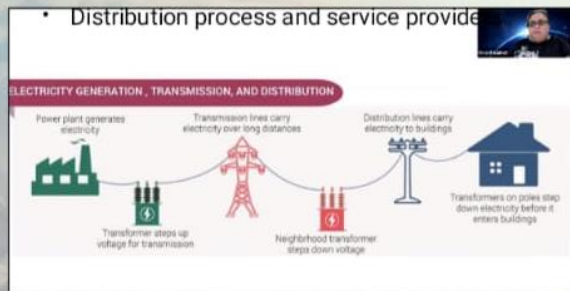 • Distribution process and service provide
ELECTRICITY GENERATION , TRANSMISSION, AND DISTRIBUTION
Power plant generates
electricity
Transmission lines carry
electricity over long distances
Distribution lines carry
electricity to buildings
Transformer steps up
voltage for transmission
Neighbrhood transformer
steps down voltage
Transformers on poles step
down electricity before it
enters buildings